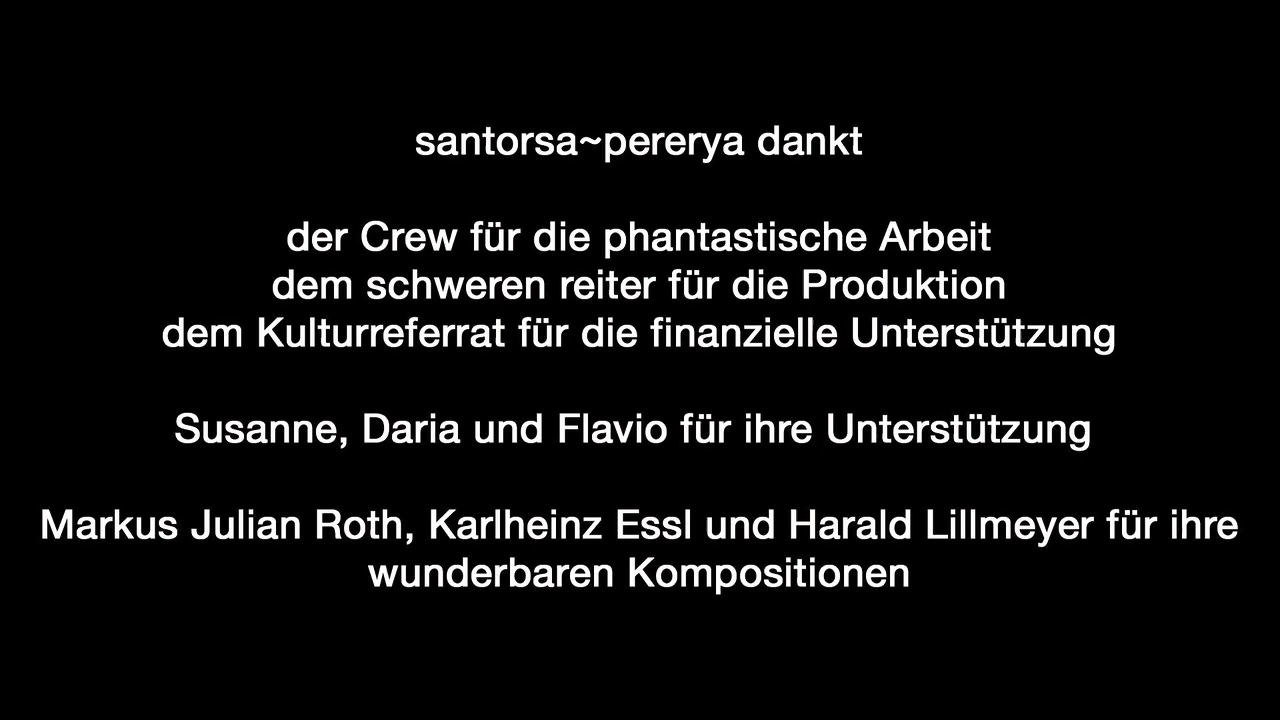 santorsa~pererya dankt
der Crew für die phantastische Arbeit
dem schweren reiter für die Produktion
dem Kulturreferrat für die finanzielle Unterstützung
Susanne, Daria und Flavio für ihre Unterstützung
Markus Julian Roth, Karlheinz Essl und Harald Lillmeyer für ihre
wunderbaren Kompositionen